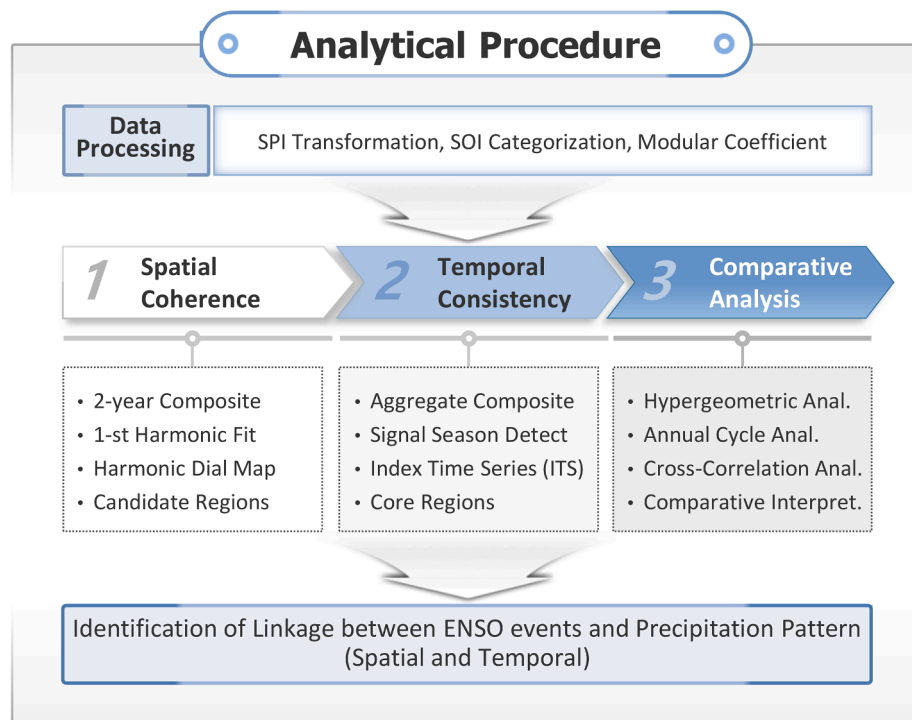 Analytical Procedure
Data
Processing
SPI Transformation, SOI Categorization, Modular Coefficient
1
Spatial
Coherence
2
Temporal
Consistency
3
Comparative
Analysis
• 2-year Composite
• 1-st Harmonic Fit
• Harmonic Dial Map
• Candidate Regions
• Aggregate Composite
• Signal Season Detect
• Index Time Series (ITS)
• Core Regions
• Hypergeometric Anal.
• Annual Cycle Anal.
• Cross-Correlation Anal.
• Comparative Interpret.
Identification of Linkage between ENSO events and Precipitation Pattern
(Spatial and Temporal)